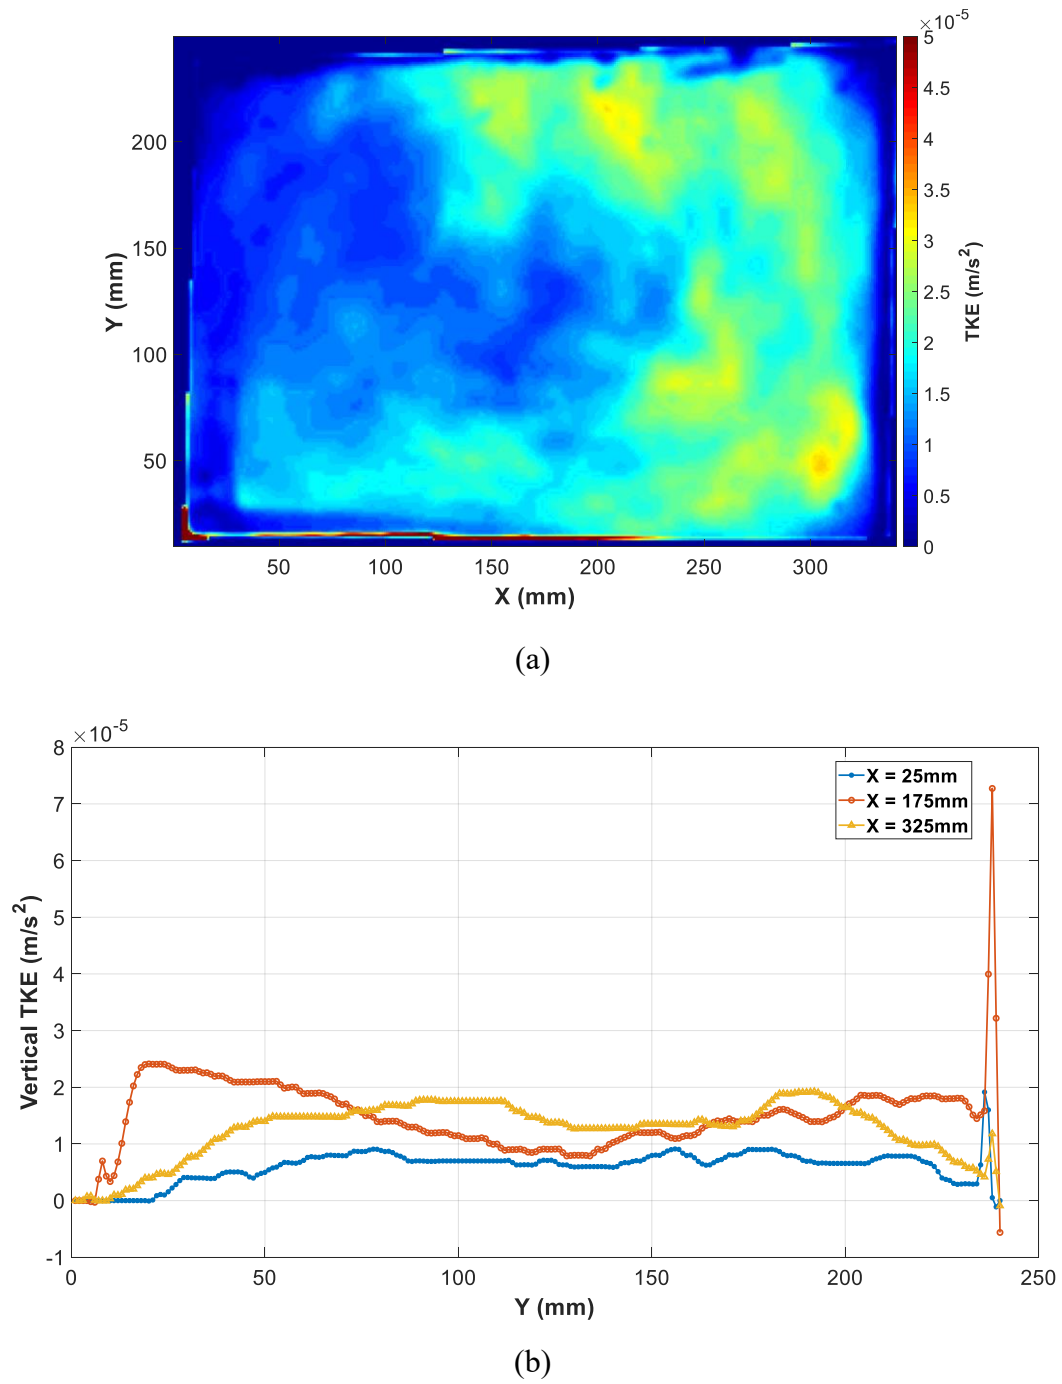 ×10-5
5
4.5
4
3.5
3
2.5
2
1.5
1
0.5
0
TKE (m/s2)
200
150
100
50
Y (mm)
50 100 150 200 250 300
X (mm)
(a)
×10-5
8
7
6
5
4
3
2
1
0
-1
Vertical TKE (m/s2)
X = 25mm
X = 175mm
X = 325mm
0 50 100 150 200 250
Y (mm)
(b)